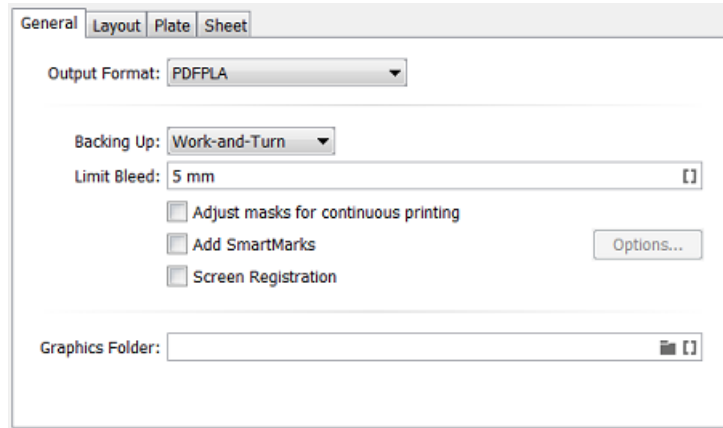 General Layout Plate Sheet
Output Format: PDFPLA
Backing Up: Work-and-Turn
Limit Bleed: 5 mm
Adjust masks for continuous printing
Add SmartMarks Options...
Screen Registration
Graphics Folder: